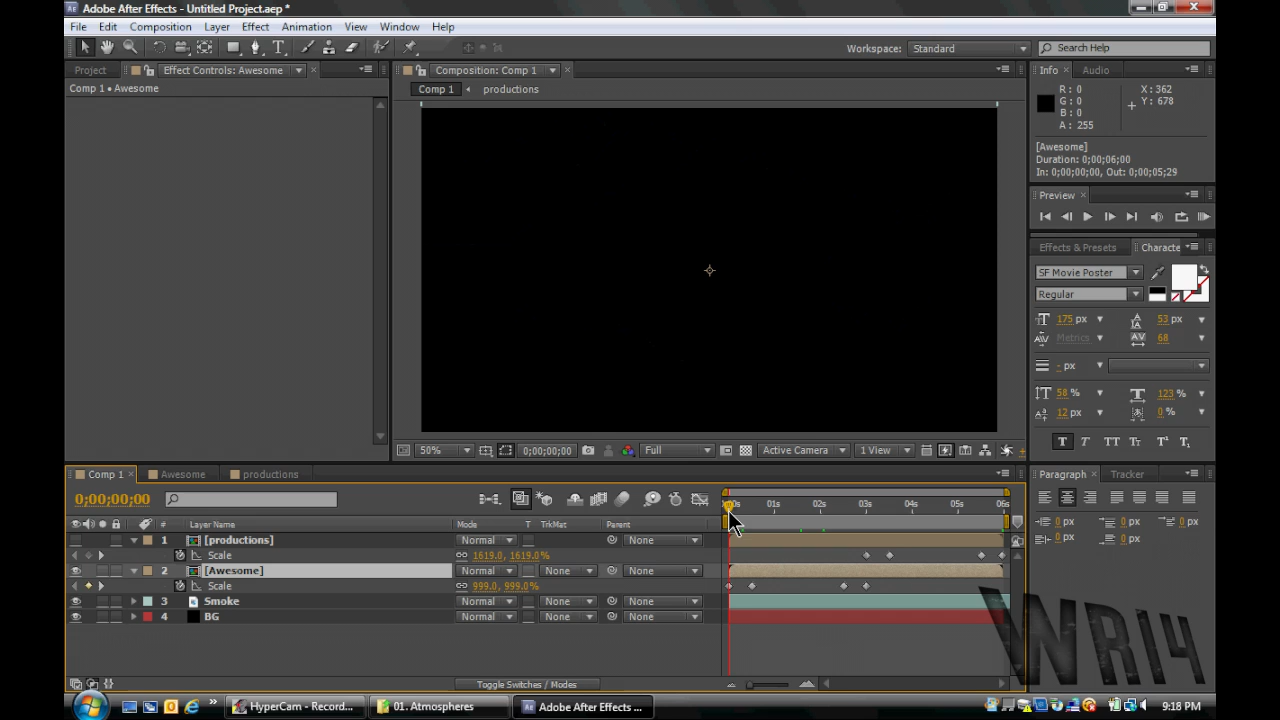 Adobe After Effects - Untitled Project.aep *
File Edit Composition Layer Effect Animation View Window Help
Workspace: Standard Search Help
Project Effect Controls: Awesome Composition: Comp 1 Info Audio
Comp 1 • Awesome
Comp 1 productions
R: 0
G: 0
B: 0
A: 255
X: 362
Y: 678
[Awesome]
Duration: 0;00;06;00
In: 0;00;00;00, Out: 0;00;05;29
Preview
Effects & Presets Characte
SF Movie Poster
Regular
175 px 53 px
Metrics 68
- px
58 % 123 %
12 px 0 %
T T TT Tr T¹ T₁
50% 0;00;00;00 Full Active Camera 1 View
Comp 1 Awesome productions
Paragraph Tracker
0;00;00;00
0 px 0 px 0 px
0 px 0 px
01s 02s 03s 04s 05s 06s
# Layer Name Mode T TrkMat Parent
1 [productions] Normal None
Scale 1619.0, 1619.0%
2 [Awesome] Normal None None
Scale 999.0, 999.0%
3 Smoke Normal None None
4 BG Normal None None
WR14
Toggle Switches / Modes
HyperCam - Record... 01. Atmospheres Adobe After Effects ... 9:18 PM